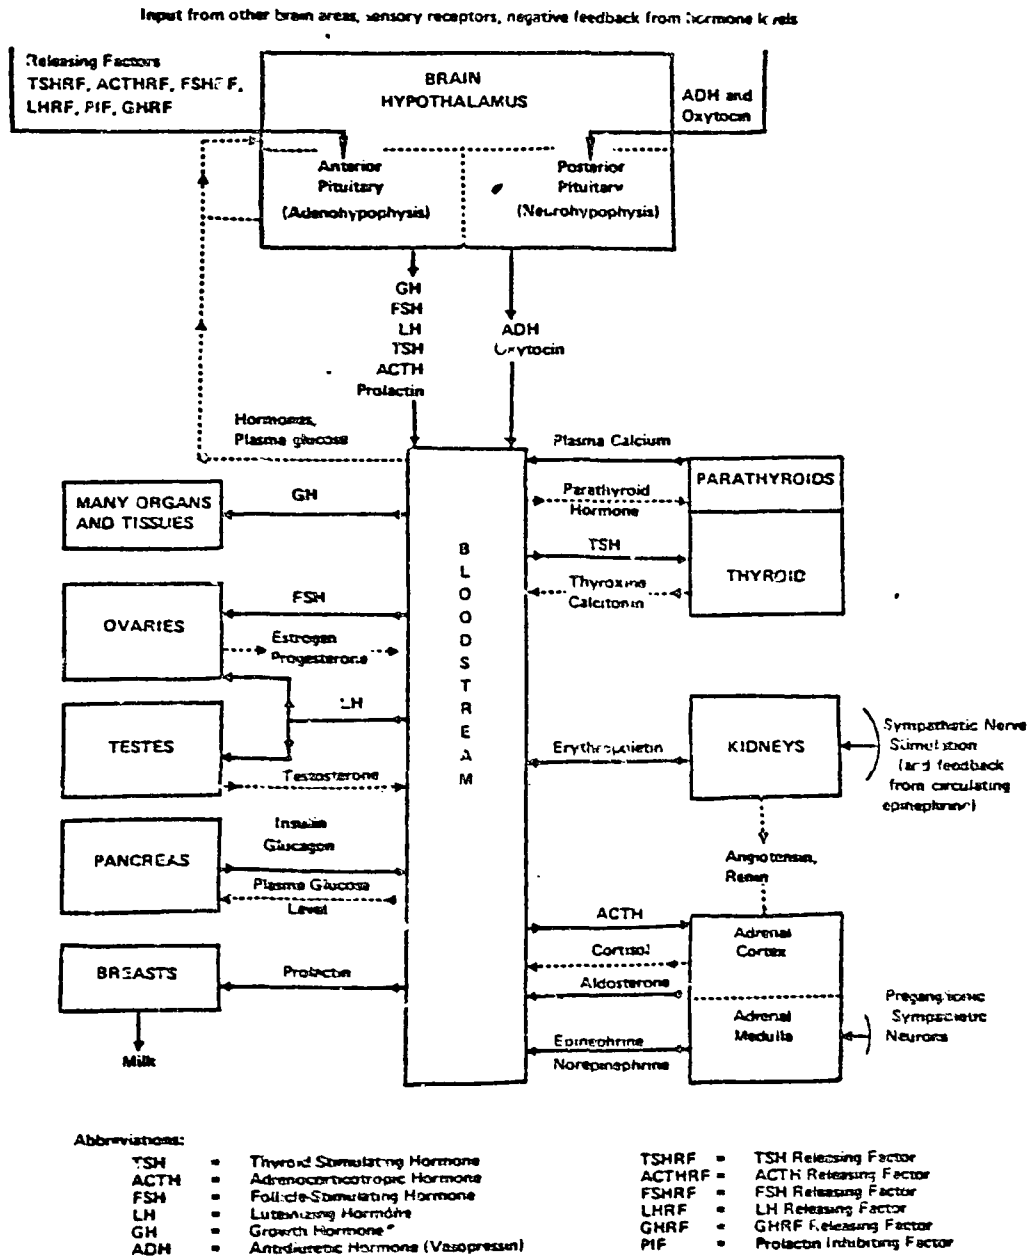 Input from other brain areas, sensory receptors, negative feedback from hormone levels
Releasing Factors
TSHRF, ACTHRF, FSHRF,
LHRF, PIF, GHRF
BRAIN
HYPOTHALAMUS
ADH and
Oxytocin
Anterior
Pituitary
(Adenohypophysis)
Posterior
Pituitary
(Neurohypophysis)
GH
FSH
LH
TSH
ACTH
Prolactin
ADH
Oxytocin
Hormones,
Plasma glucose
BLOODSTREAM
MANY ORGANS
AND TISSUES
GH
OVARIES
FSH
Estrogen
Progesterone
LH
TESTES
Testosterone
PANCREAS
Insulin
Glucagon
Plasma Glucose
Level
BREASTS
Prolactin
Milk
Plasma Calcium
PARATHYROIDS
Parathyroid
Hormone
TSH
THYROID
Thyroxine
Calcitonin
Erythropoietin
KIDNEYS
Sympathetic Nerve
Stimulation
(and feedback
from circulating
epinephrine)
Angiotensin,
Renin
ACTH
Adrenal
Cortex
Cortisol
Aldosterone
Adrenal
Medulla
Preganglionic
Sympathetic
Neurons
Epinephrine
Norepinephrine
Abbreviations:
TSH = Thyroid Stimulating Hormone
ACTH = Adrenocorticotropic Hormone
FSH = Follicle-Stimulating Hormone
LH = Luteinizing Hormone
GH = Growth Hormone
ADH = Antidiuretic Hormone (Vasopressin)
TSHRF = TSH Releasing Factor
ACTHRF = ACTH Releasing Factor
FSHRF = FSH Releasing Factor
LHRF = LH Releasing Factor
GHRF = GHRF Releasing Factor
PIF = Prolactin Inhibiting Factor